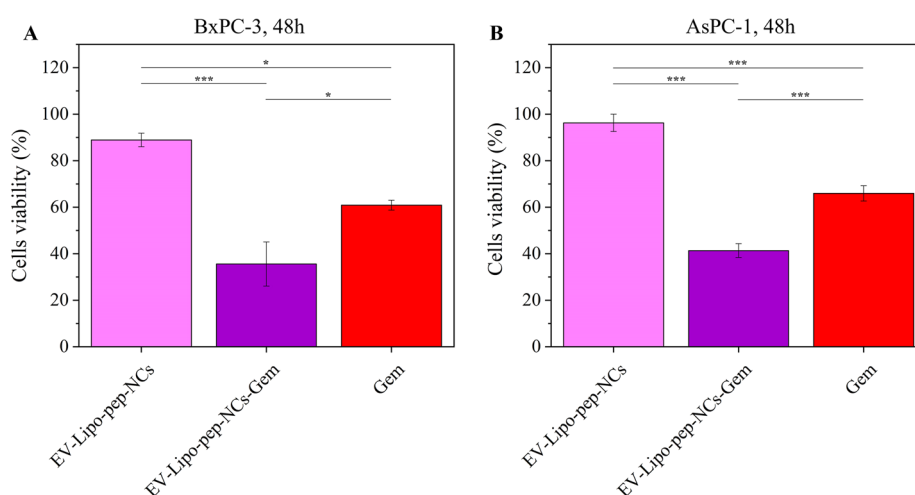 A
BxPC-3, 48h
Cells viability (%)
120
100
80
60
40
20
0
*
***
*
EV-Lipo-pep-NCs
EV-Lipo-pep-NCs-Gem
Gem
B
AsPC-1, 48h
Cells viability (%)
120
100
80
60
40
20
0
***
***
***
EV-Lipo-pep-NCs
EV-Lipo-pep-NCs-Gem
Gem